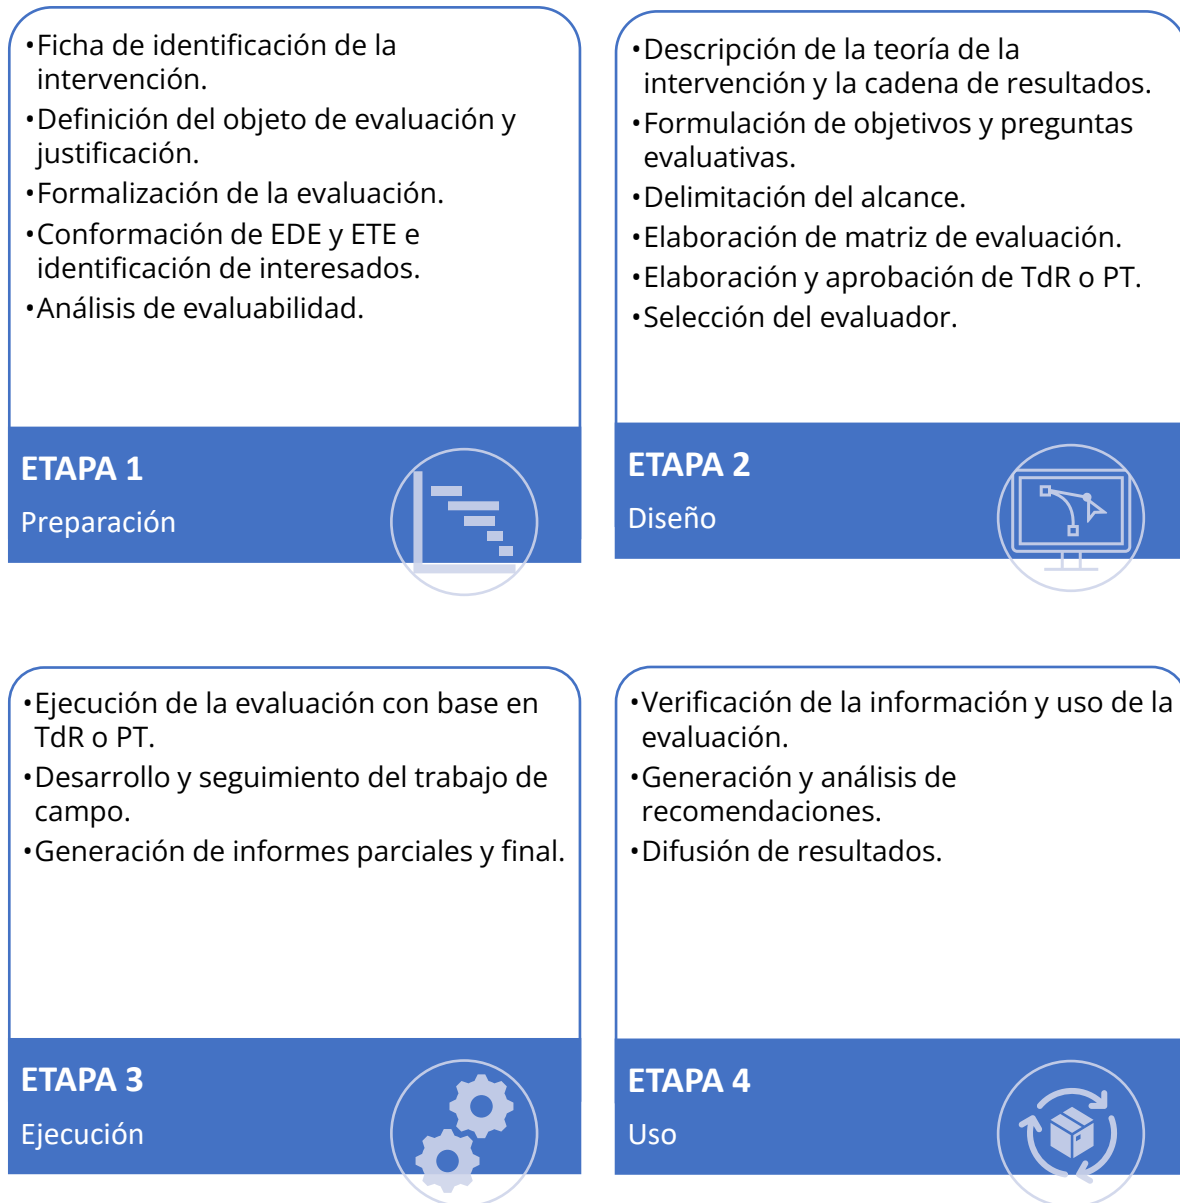 •Ficha de identificación de la
intervención.
•Definición del objeto de evaluación y
justificación.
•Formalización de la evaluación.
•Conformación de EDE y ETE e
identificación de interesados.
•Análisis de evaluabilidad.
ETAPA 1
Preparación
•Descripción de la teoría de la
intervención y la cadena de resultados.
•Formulación de objetivos y preguntas
evaluativas.
•Delimitación del alcance.
•Elaboración de matriz de evaluación.
•Elaboración y aprobación de TdR o PT.
•Selección del evaluador.
ETAPA 2
Diseño
•Ejecución de la evaluación con base en
TdR o PT.
•Desarrollo y seguimiento del trabajo de
campo.
•Generación de informes parciales y final.
ETAPA 3
Ejecución
•Verificación de la información y uso de la
evaluación.
•Generación y análisis de
recomendaciones.
•Difusión de resultados.
ETAPA 4
Uso